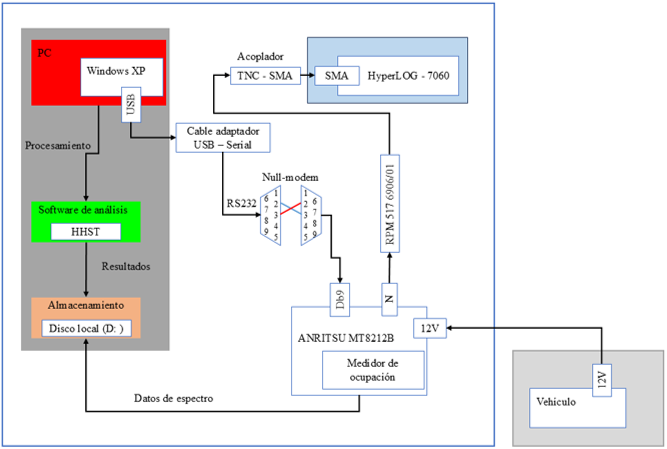 PC
Windows XP
USB
Procesamiento
Software de análisis
HHST
Resultados
Almacenamiento
Disco local (D: )
Datos de espectro
Cable adaptador
USB – Serial
RS232
Null-modem
1
2
3
4
5
6
7
8
9
1
2
3
4
5
6
7
8
9
Acoplador
TNC - SMA
SMA
HyperLOG - 7060
RPM 517 6906/01
Db9
N
ANRITSU MT8212B
12V
Medidor de
ocupación
12V
Vehiculo